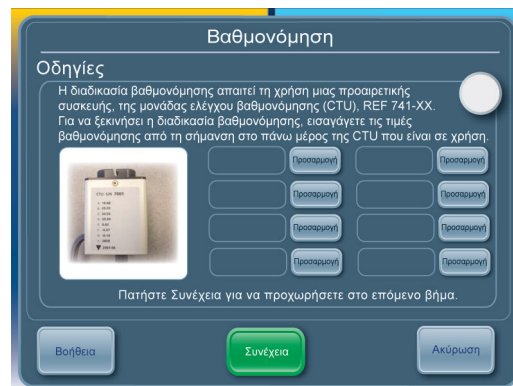 Βαθμονόμηση
Οδηγίες
Η διαδικασία βαθμονόμησης απαιτεί τη χρήση μιας προαιρετικής
συσκευής, της μονάδας ελέγχου βαθμονόμησης (CTU), REF 741-XX.
Για να ξεκινήσει η διαδικασία βαθμονόμησης, εισαγάγετε τις τιμές
βαθμονόμησης από τη σήμανση στο πάνω μέρος της CTU που είναι σε χρήση.
Προσαρμογή Προσαρμογή
Προσαρμογή Προσαρμογή
Προσαρμογή Προσαρμογή
Προσαρμογή Προσαρμογή
Πατήστε Συνέχεια για να προχωρήσετε στο επόμενο βήμα.
Βοήθεια Συνέχεια Ακύρωση